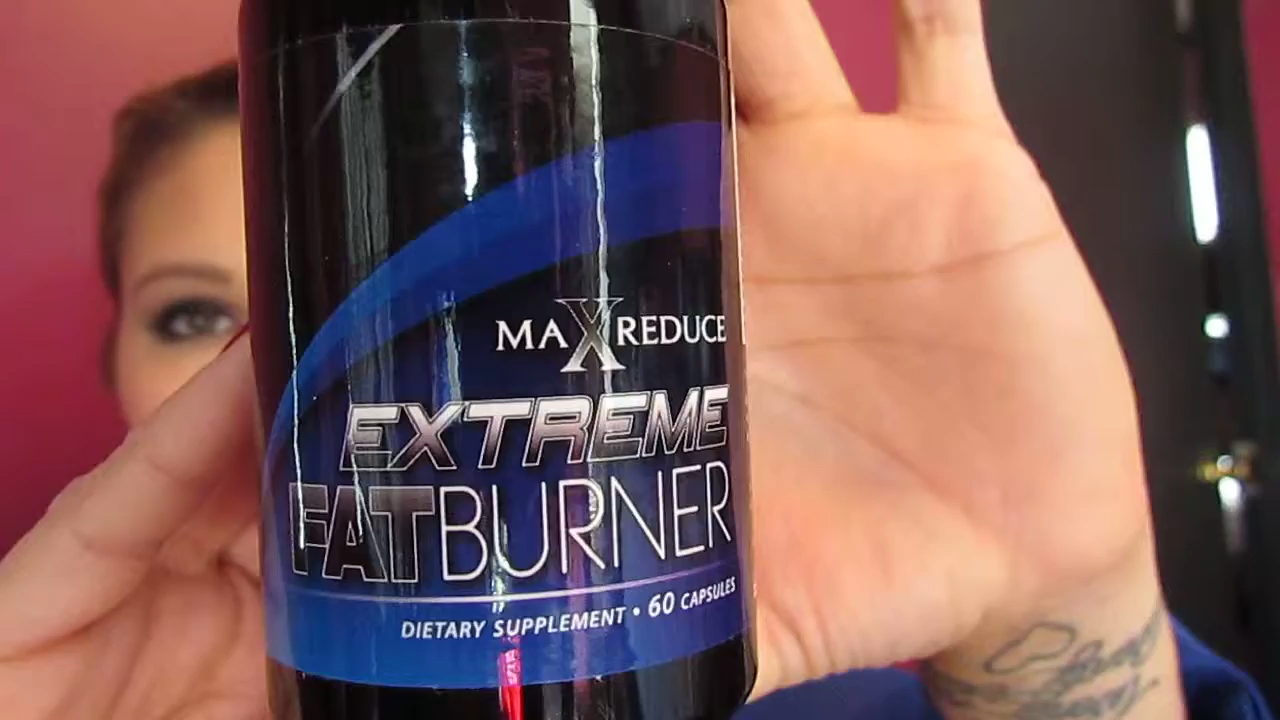 MAXREDUCE
EXTREME
FATBURNER
DIETARY SUPPLEMENT • 60 CAPSULES